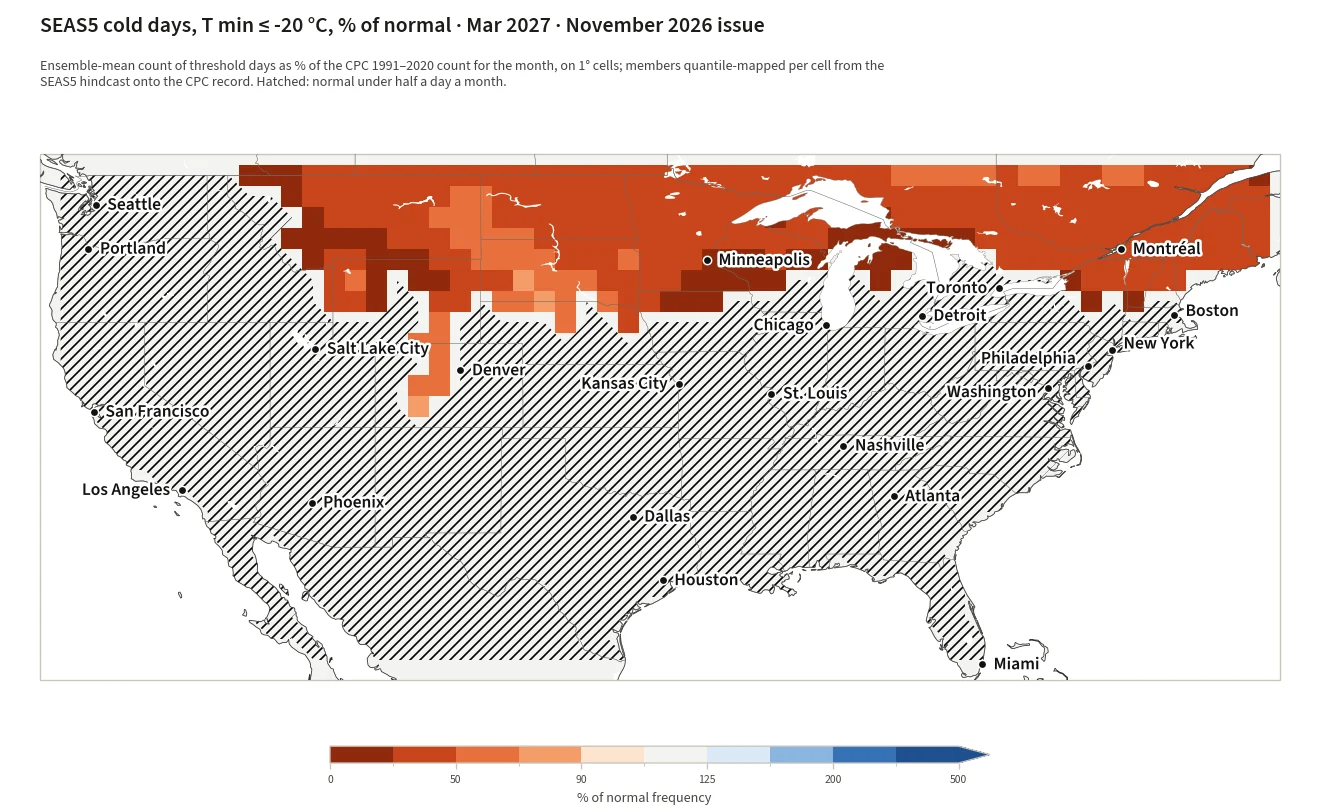 SEAS5 cold days, T min ≤ -20 °C, % of normal · Mar 2027 · November 2026 issue
Ensemble-mean count of threshold days as % of the CPC 1991–2020 count for the month, on 1° cells; members quantile-mapped per cell from the
SEAS5 hindcast onto the CPC record. Hatched: normal under half a day a month.
Seattle
Portland
Minneapolis
Montréal
Toronto
Boston
Detroit
Chicago
New York
Salt Lake City
Philadelphia
Denver
Kansas City
St. Louis
Washington
San Francisco
Nashville
Los Angeles
Phoenix
Atlanta
Dallas
Houston
Miami
0 50 90 125 200 500
% of normal frequency